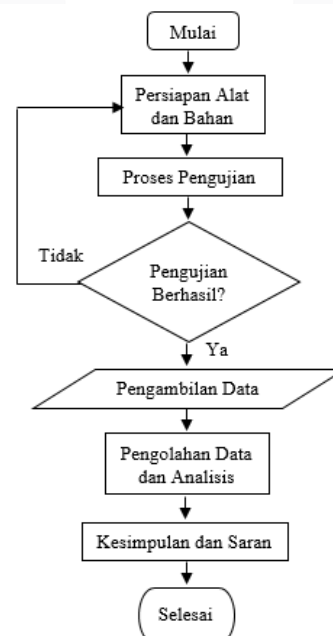 Mulai
Persiapan Alat
dan Bahan
Proses Pengujian
Tidak
Pengujian
Berhasil?
Ya
Pengambilan Data
Pengolahan Data
dan Analisis
Kesimpulan dan Saran
Selesai